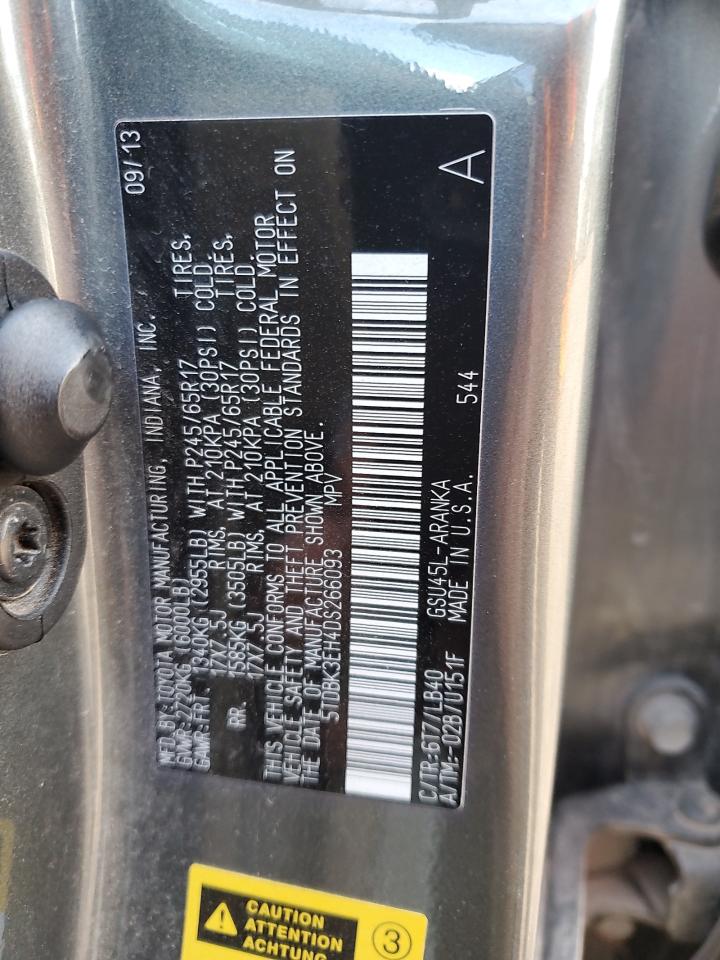 MFD.BY:TOYOTA MOTOR MANUFACTURING, INDIANA, INC. 09/13
GVWR:2720KG(6000LB)
GAWR:FRT 1340KG(2955LB) WITH P245/65R17 TIRES,
17X7.5J RIMS, AT 210KPA (30PSI) COLD.
RR. 1585KG(3505LB) WITH P245/65R17 TIRES,
17X7.5J RIMS, AT 210KPA (30PSI) COLD.
THIS VEHICLE CONFORMS TO ALL APPLICABLE FEDERAL MOTOR
VEHICLE SAFETY AND THEFT PREVENTION STANDARDS IN EFFECT ON
THE DATE OF MANUFACTURE SHOWN ABOVE.
5TDBK3EH4DS266093 MPV
C/TR:6T7/LB40 GSU45L-ARANKA
A/TM:-02B/U151F MADE IN U.S.A. 544
A
CAUTION
ATTENTION
ACHTUNG
3